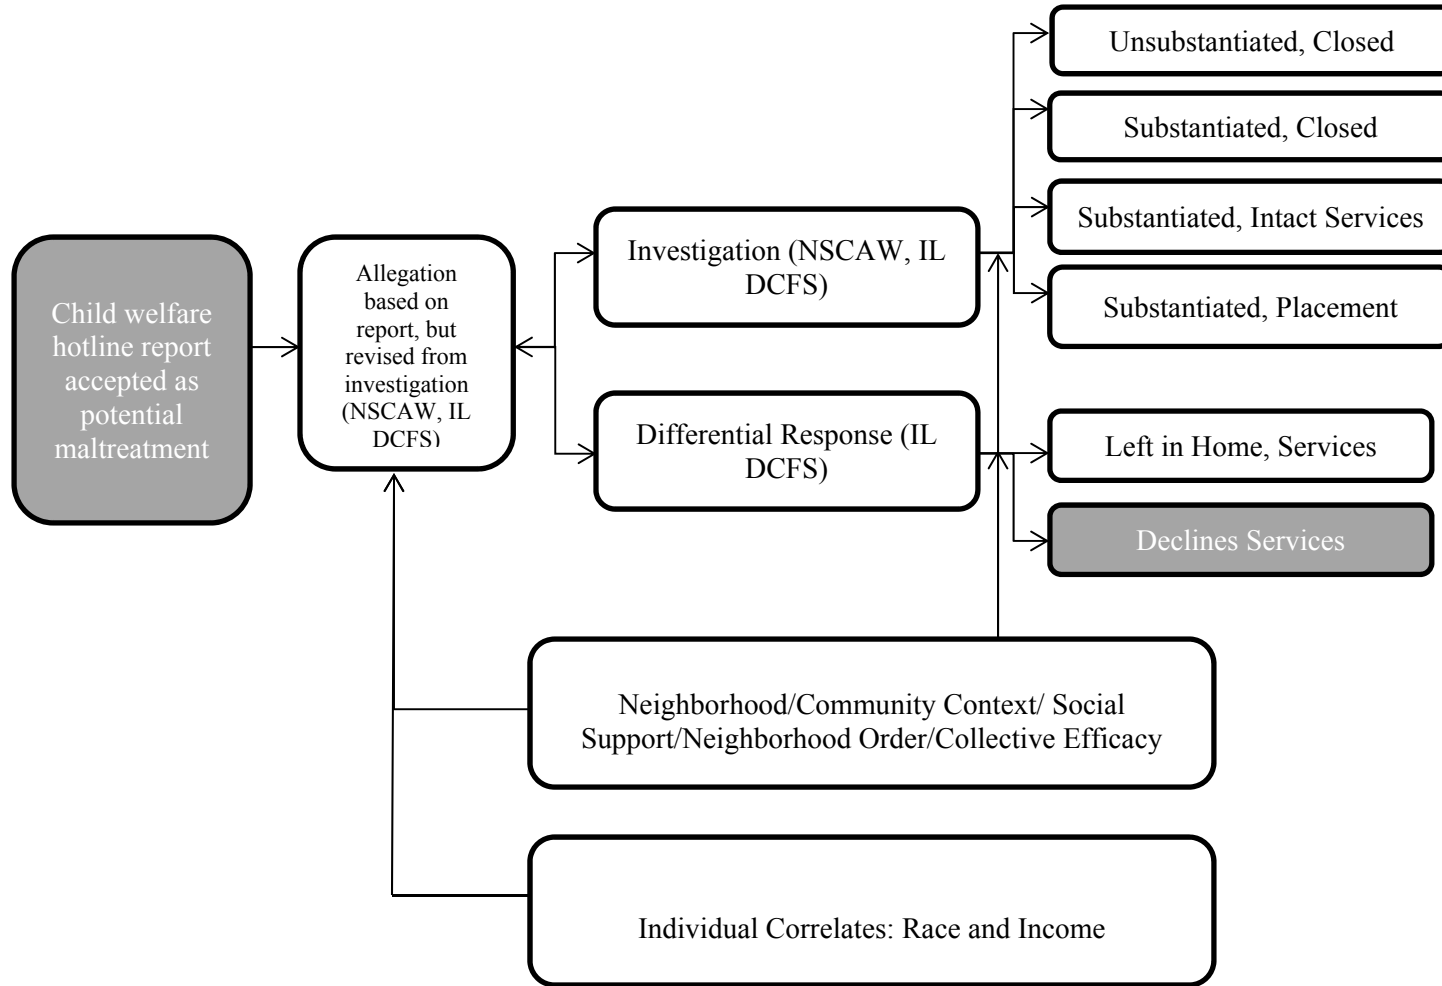 Child welfare
hotline report
accepted as
potential
maltreatment
Allegation
based on
report, but
revised from
investigation
(NSCAW, IL
DCFS)
Investigation (NSCAW, IL
DCFS)
Differential Response (IL
DCFS)
Unsubstantiated, Closed
Substantiated, Closed
Substantiated, Intact Services
Substantiated, Placement
Left in Home, Services
Declines Services
Neighborhood/Community Context/ Social
Support/Neighborhood Order/Collective Efficacy
Individual Correlates: Race and Income